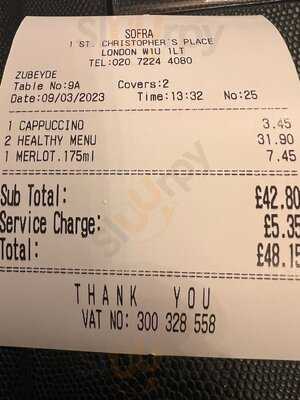 SOFRA
1 ST. CHRISTOPHER'S PLACE
LONDON W1U 1LT
TEL:020 7224 4080
ZUBEYDE
Table No:9A Covers:2
Date:09/03/2023 Time:13:32 No:25
1 CAPPUCCINO 3.45
2 HEALTHY MENU 31.90
1 MERLOT.175ml 7.45
Sub Total: £42.80
Service Charge: £5.35
Total: £48.15
THANK YOU
VAT NO: 300 328 558
sluurpy